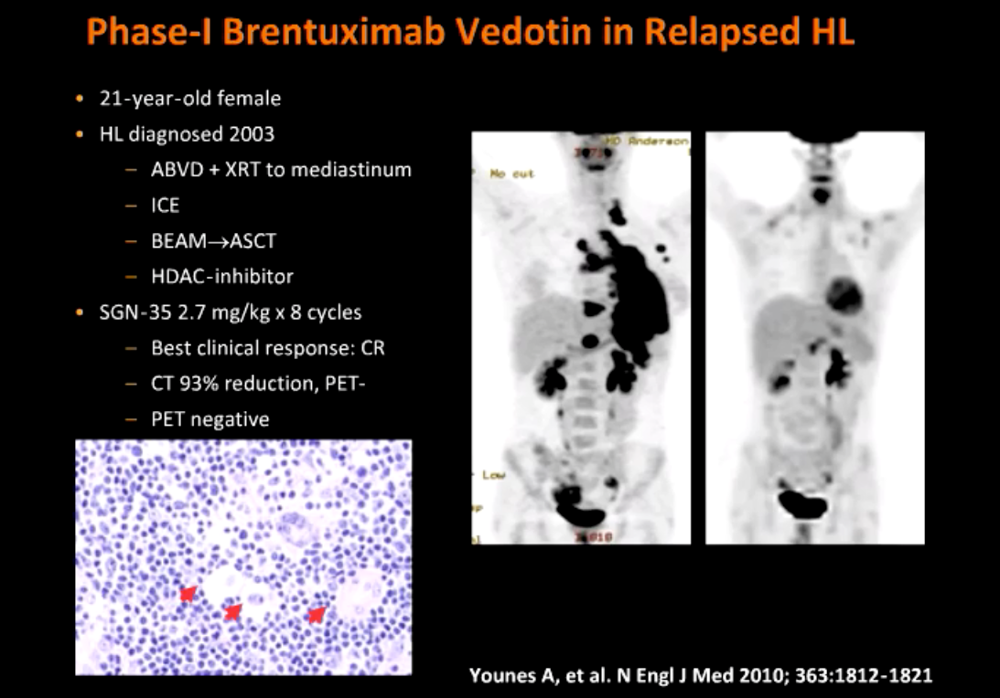 Phase-I Brentuximab Vedotin in Relapsed HL
• 21-year-old female
• HL diagnosed 2003
– ABVD + XRT to mediastinum
– ICE
– BEAM→ASCT
– HDAC-inhibitor
• SGN-35 2.7 mg/kg x 8 cycles
– Best clinical response: CR
– CT 93% reduction, PET-
– PET negative
MD Anderson
No cut
Low
Younes A, et al. N Engl J Med 2010; 363:1812-1821